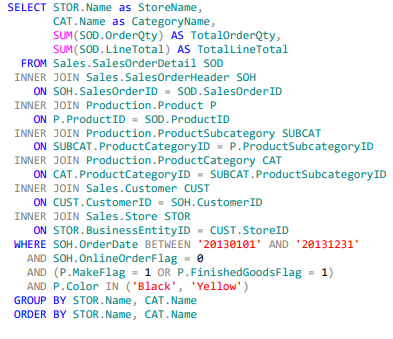 SELECT STOR.Name as StoreName,
CAT.Name as CategoryName,
SUM(SOD.OrderQty) AS TotalOrderQty,
SUM(SOD.LineTotal) AS TotalLineTotal
FROM Sales.SalesOrderDetail SOD
INNER JOIN Sales.SalesOrderHeader SOH
ON SOH.SalesOrderID = SOD.SalesOrderID
INNER JOIN Production.Product P
ON P.ProductID = SOD.ProductID
INNER JOIN Production.ProductSubcategory SUBCAT
ON SUBCAT.ProductCategoryID = P.ProductSubcategoryID
INNER JOIN Production.ProductCategory CAT
ON CAT.ProductCategoryID = SUBCAT.ProductSubcategoryID
INNER JOIN Sales.Customer CUST
ON CUST.CustomerID = SOH.CustomerID
INNER JOIN Sales.Store STOR
ON STOR.BusinessEntityID = CUST.StoreID
WHERE SOH.OrderDate BETWEEN '20130101' AND '20131231'
AND SOH.OnlineOrderFlag = 0
AND (P.MakeFlag = 1 OR P.FinishedGoodsFlag = 1)
AND P.Color IN ('Black', 'Yellow')
GROUP BY STOR.Name, CAT.Name
ORDER BY STOR.Name, CAT.Name